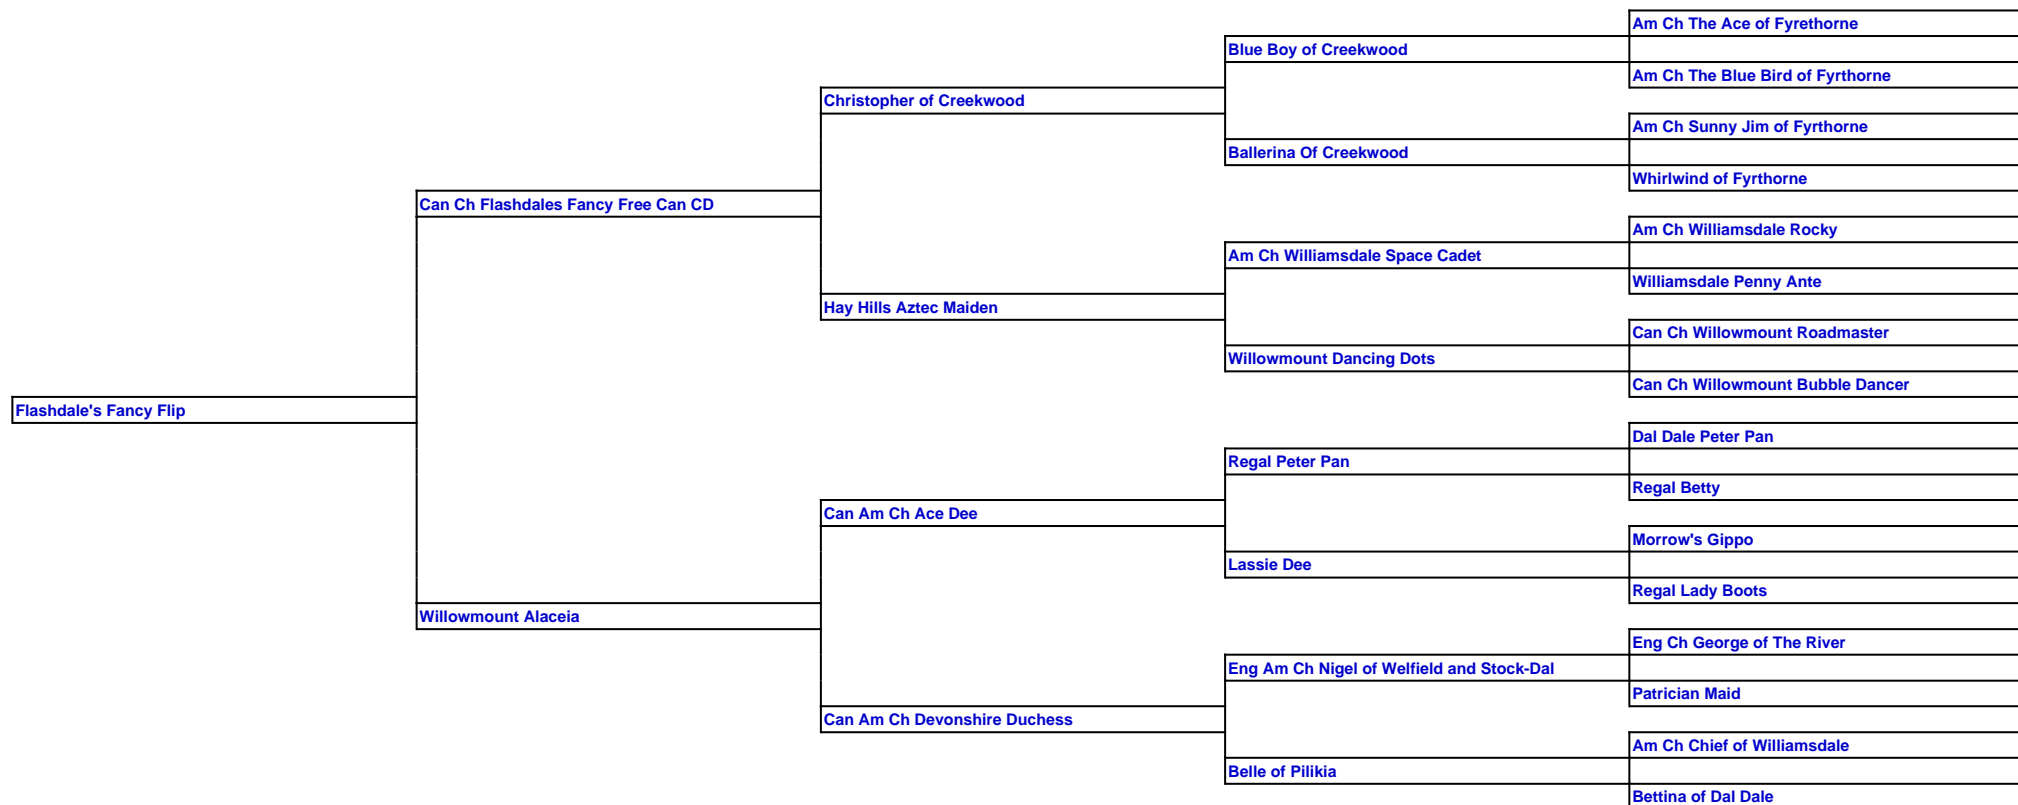 Am Ch The Ace of Fyrethorne
Blue Boy of Creekwood
Am Ch The Blue Bird of Fyrthorne
Christopher of Creekwood
Am Ch Sunny Jim of Fyrthorne
Ballerina Of Creekwood
Whirlwind of Fyrthorne
Can Ch Flashdales Fancy Free Can CD
Am Ch Williamsdale Rocky
Am Ch Williamsdale Space Cadet
Williamsdale Penny Ante
Hay Hills Aztec Maiden
Can Ch Willowmount Roadmaster
Willowmount Dancing Dots
Can Ch Willowmount Bubble Dancer
Flashdale's Fancy Flip
Dal Dale Peter Pan
Regal Peter Pan
Regal Betty
Can Am Ch Ace Dee
Morrow's Gippo
Lassie Dee
Regal Lady Boots
Willowmount Alaceia
Eng Ch George of The River
Eng Am Ch Nigel of Welfield and Stock-Dal
Patrician Maid
Can Am Ch Devonshire Duchess
Am Ch Chief of Williamsdale
Belle of Pilikia
Bettina of Dal Dale